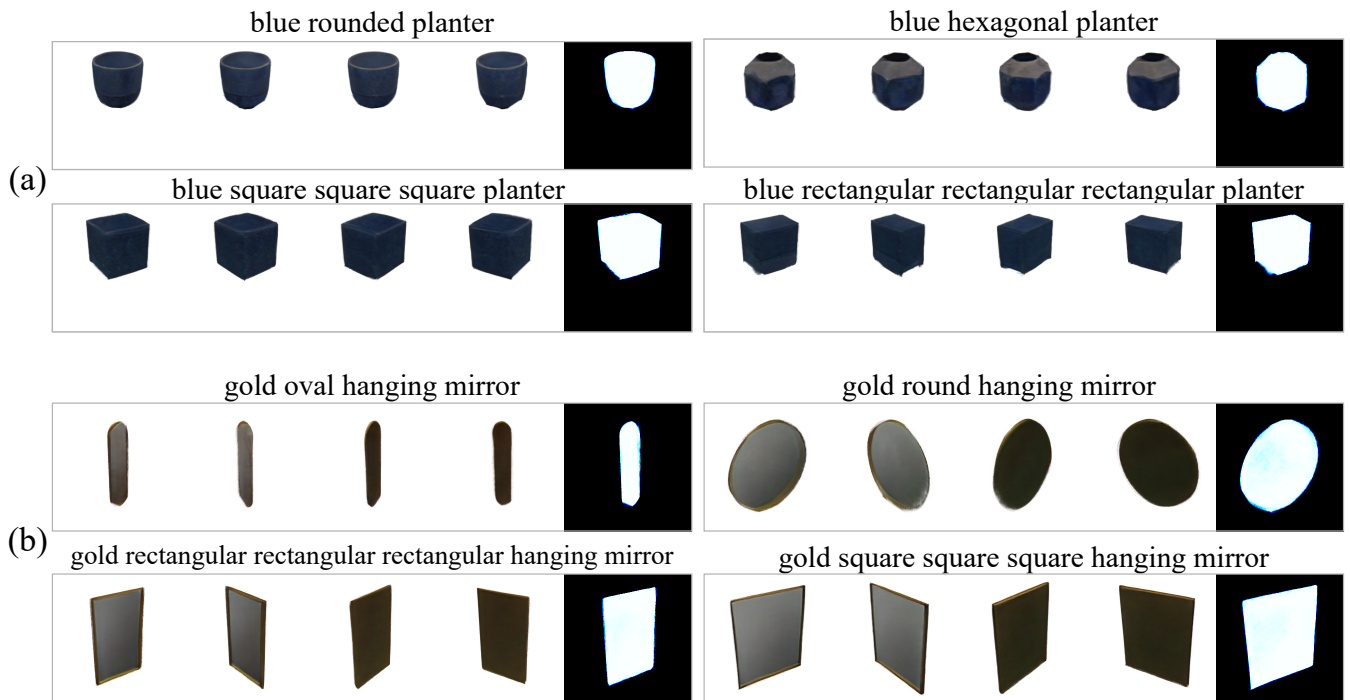 blue rounded planter
blue hexagonal planter
(a)
blue square square square planter
blue rectangular rectangular rectangular planter
gold oval hanging mirror
gold round hanging mirror
(b)
gold rectangular rectangular rectangular hanging mirror
gold square square square hanging mirror